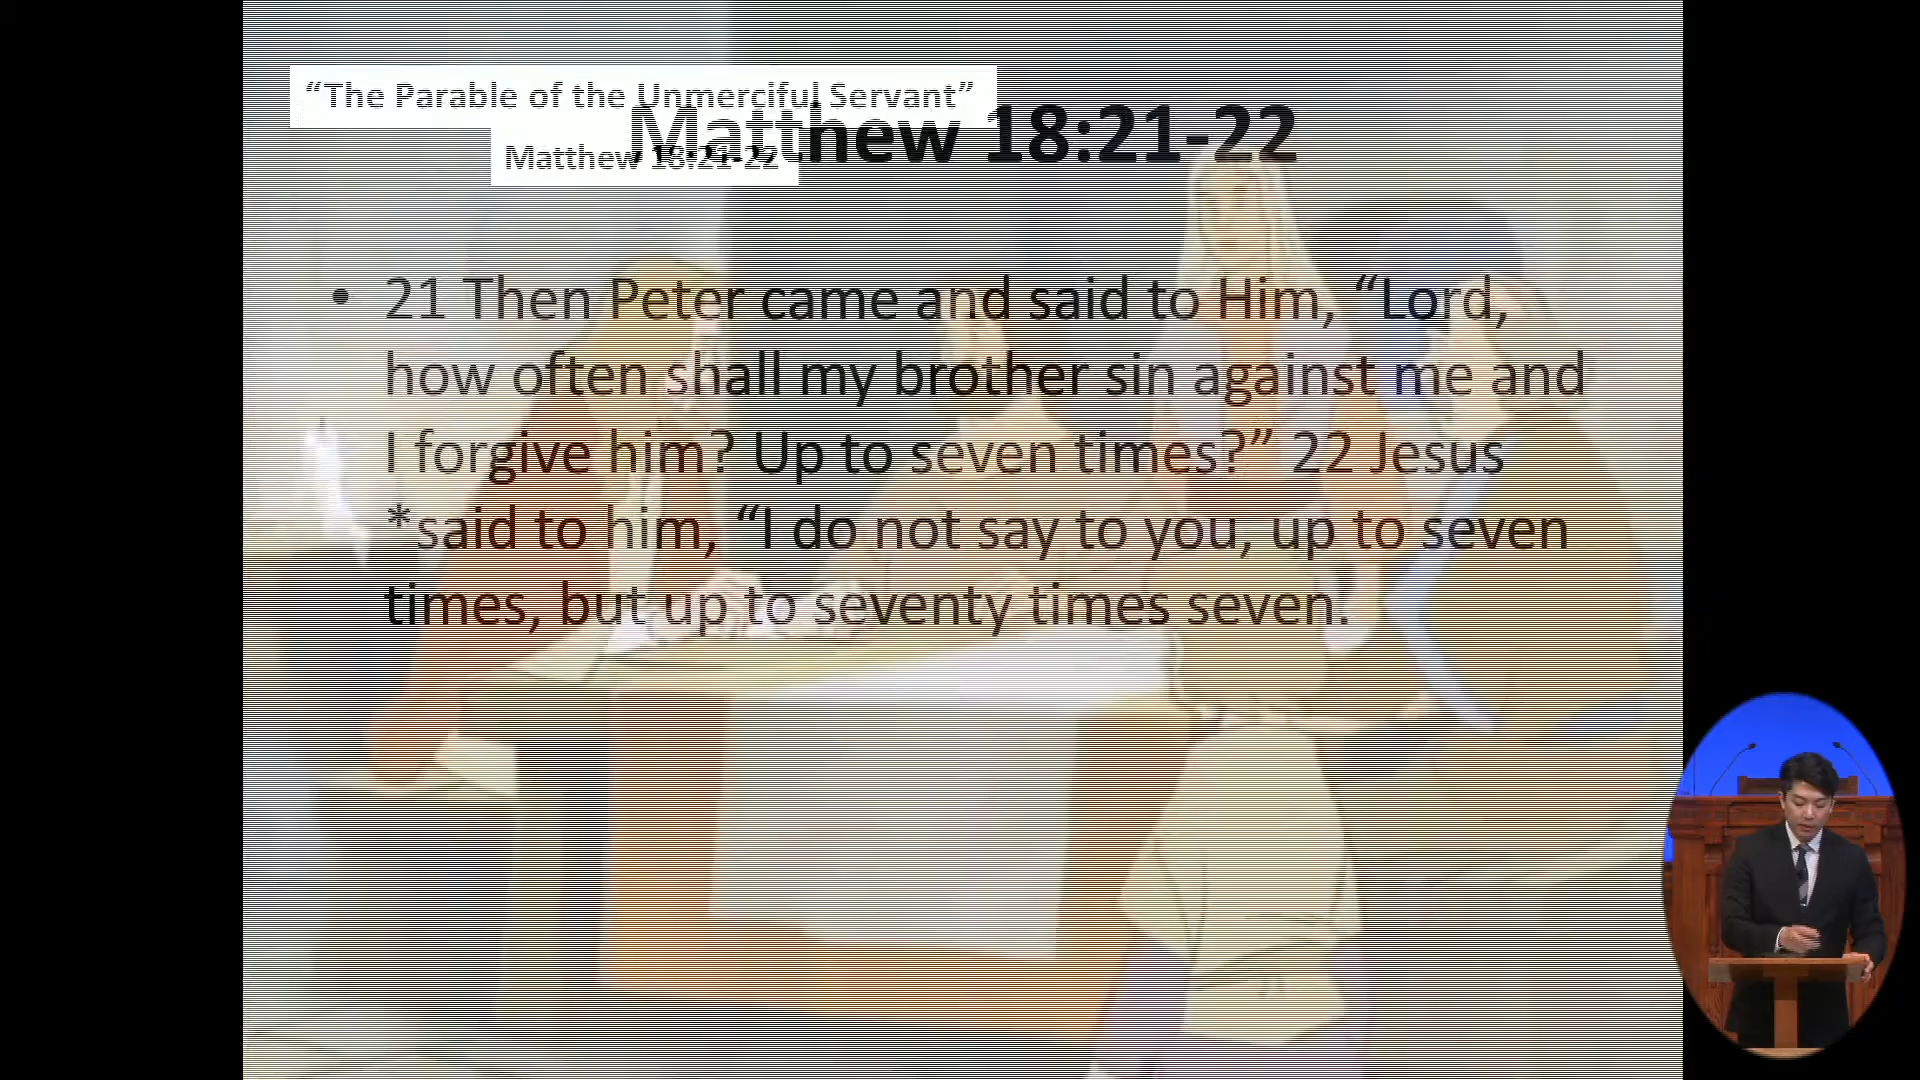 “The Parable of the Unmerciful Servant”
Matthew 18:21-22
Matthew 18:21-22
• 21 Then Peter came and said to Him, “Lord,
how often shall my brother sin against me and
I forgive him? Up to seven times?” 22 Jesus
*said to him, “I do not say to you, up to seven
times, but up to seventy times seven.